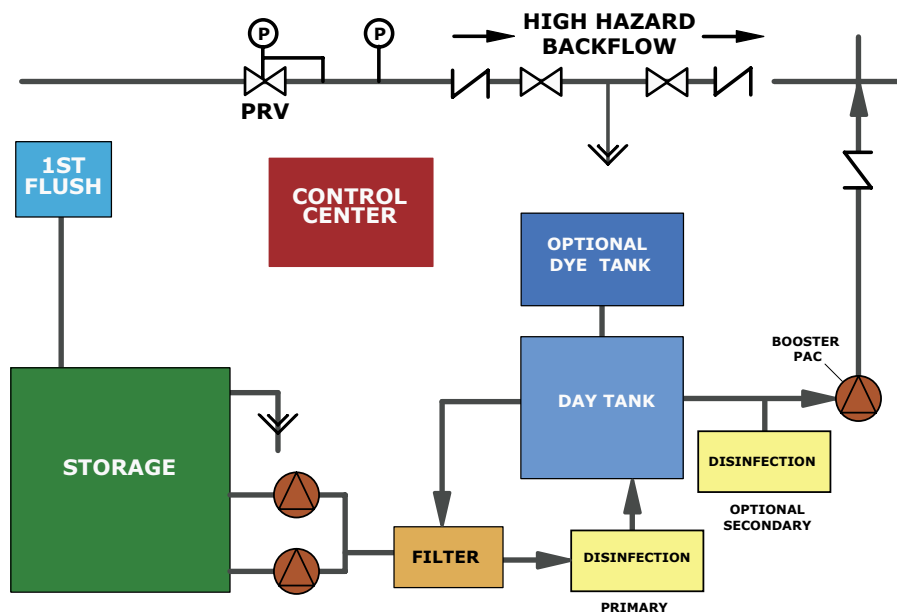 P
P
HIGH HAZARD
BACKFLOW
PRV
1ST
FLUSH
CONTROL
CENTER
OPTIONAL
DYE TANK
BOOSTER
PAC
DAY TANK
STORAGE
DISINFECTION
OPTIONAL
SECONDARY
FILTER
DISINFECTION
PRIMARY